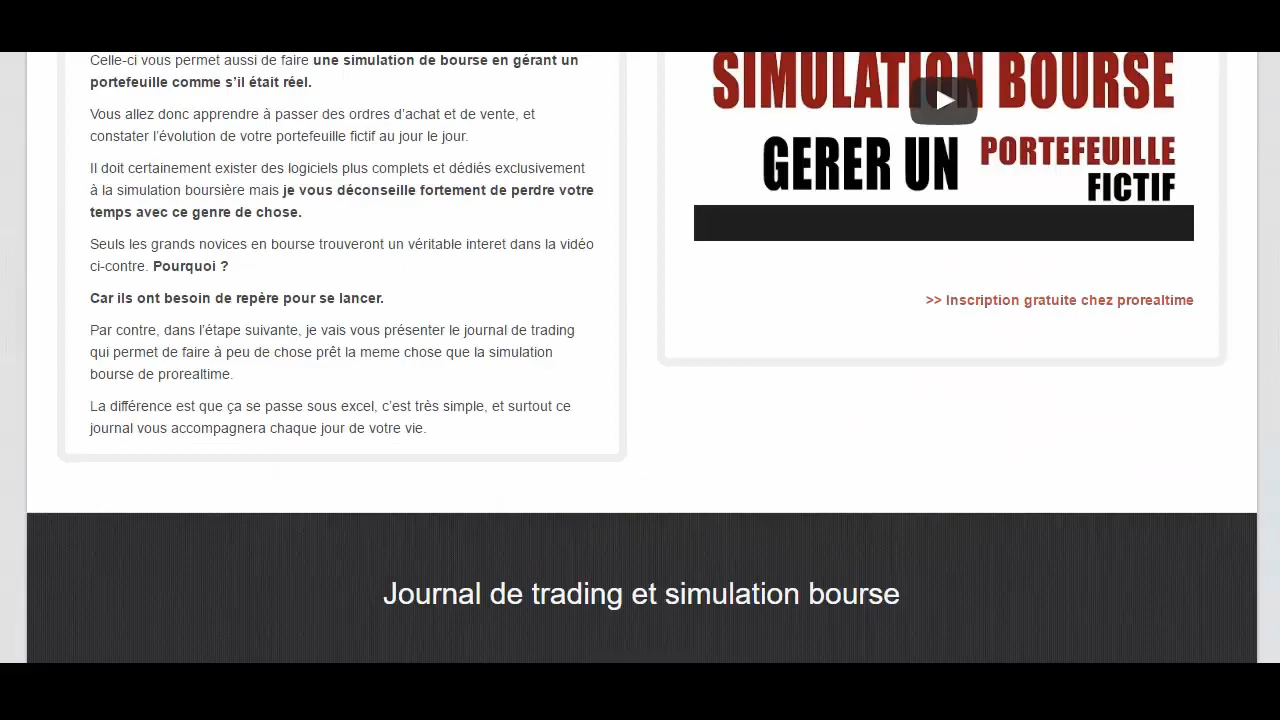 Celle-ci vous permet aussi de faire une simulation de bourse en gérant un
portefeuille comme s’il était réel.
Vous allez donc apprendre à passer des ordres d’achat et de vente, et
constater l’évolution de votre portefeuille fictif au jour le jour.
Il doit certainement exister des logiciels plus complets et dédiés exclusivement
à la simulation boursière mais je vous déconseille fortement de perdre votre
temps avec ce genre de chose.
Seuls les grands novices en bourse trouveront un véritable interet dans la vidéo
ci-contre. Pourquoi ?
Car ils ont besoin de repère pour se lancer.
Par contre, dans l’étape suivante, je vais vous présenter le journal de trading
qui permet de faire à peu de chose prêt la meme chose que la simulation
bourse de prorealtime.
La différence est que ça se passe sous excel, c’est très simple, et surtout ce
journal vous accompagnera chaque jour de votre vie.
SIMULATION BOURSE
GERER UN PORTEFEUILLE
FICTIF
>> Inscription gratuite chez prorealtime
Journal de trading et simulation bourse